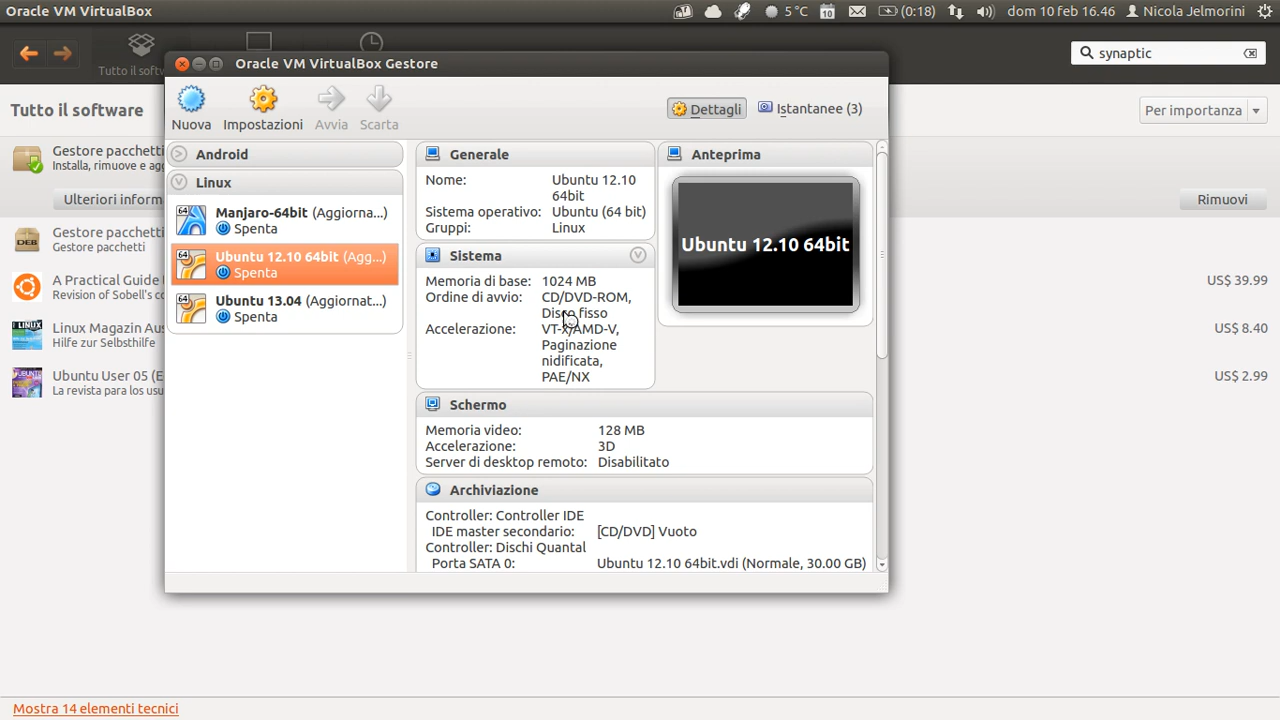 Oracle VM VirtualBox
5 °C
10
(0:18)
dom 10 feb 16.46
Nicola Jelmorini
Tutto il softw
synaptic
Tutto il software
Per importanza
Gestore pacchetti
Installa, rimuove e agg
Ulteriori inform
Rimuovi
Gestore pacchetti
Gestore pacchetti
DEB
A Practical Guide
Revision of Sobell's co
US$ 39.99
Linux Magazin Aus
Hilfe zur Selbsthilfe
US$ 8.40
Ubuntu User 05 (E
La revista para los usu
US$ 2.99
Mostra 14 elementi tecnici
Oracle VM VirtualBox Gestore
Nuova
Impostazioni
Avvia
Scarta
Dettagli
Istantanee (3)
Android
Linux
64
Manjaro-64bit (Aggiorna...)
Spenta
64
Ubuntu 12.10 64bit (Agg...)
Spenta
64
Ubuntu 13.04 (Aggiornat...)
Spenta
Generale
Nome: Ubuntu 12.10
64bit
Sistema operativo: Ubuntu (64 bit)
Gruppi: Linux
Anteprima
Ubuntu 12.10 64bit
Sistema
Memoria di base: 1024 MB
Ordine di avvio: CD/DVD-ROM,
Disco fisso
Accelerazione: VT-x/AMD-V,
Paginazione
nidificata,
PAE/NX
Schermo
Memoria video: 128 MB
Accelerazione: 3D
Server di desktop remoto: Disabilitato
Archiviazione
Controller: Controller IDE
IDE master secondario: [CD/DVD] Vuoto
Controller: Dischi Quantal
Porta SATA 0: Ubuntu 12.10 64bit.vdi (Normale, 30.00 GB)